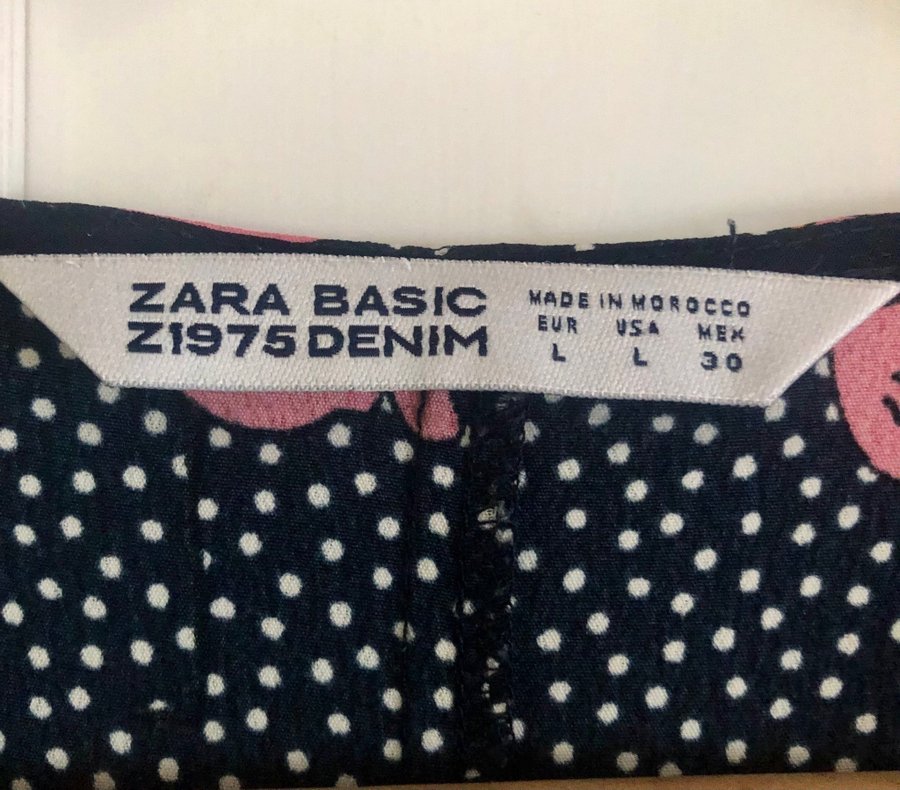 ZARA BASIC
Z1975 DENIM
MADE IN MOROCCO
EUR USA MEX
L L 30